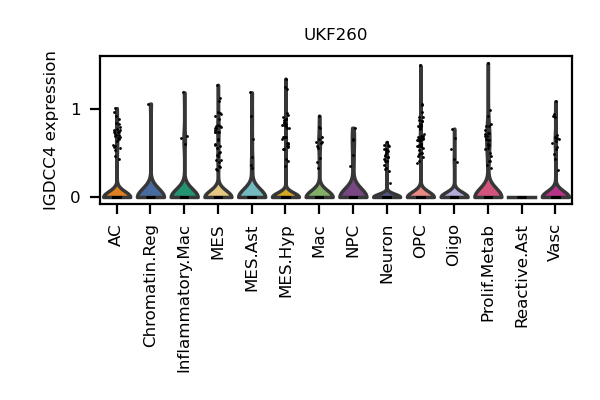 UKF260
IGDCC4 expression
1
0
AC
Chromatin.Reg
Inflammatory.Mac
MES
MES.Ast
MES.Hyp
Mac
NPC
Neuron
OPC
Oligo
Prolif.Metab
Reactive.Ast
Vasc